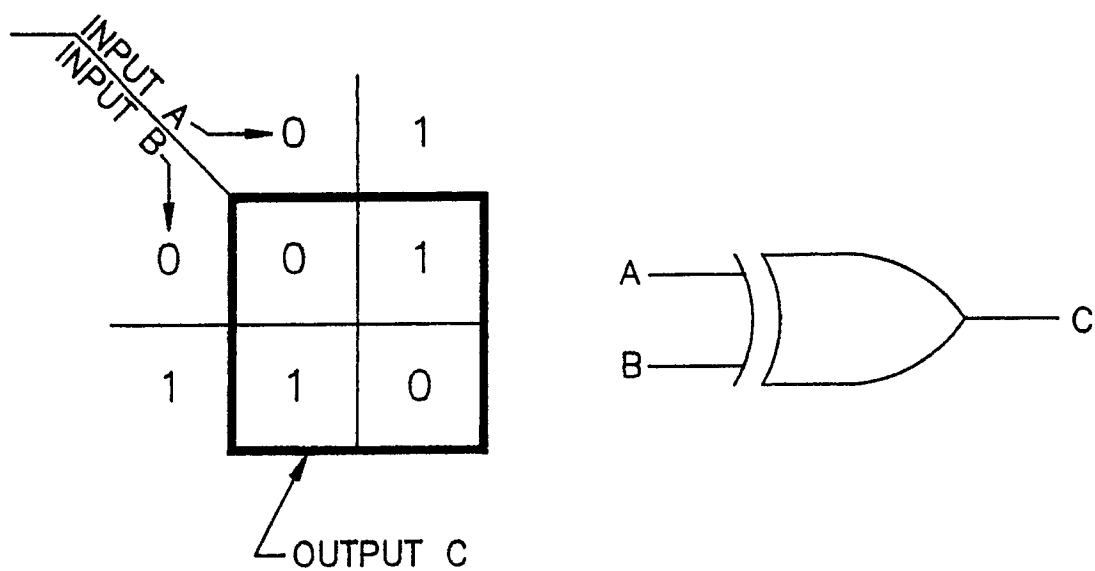 INPUT A
INPUT B
0 1
0 0 1
1 1 0
OUTPUT C
A
B
C